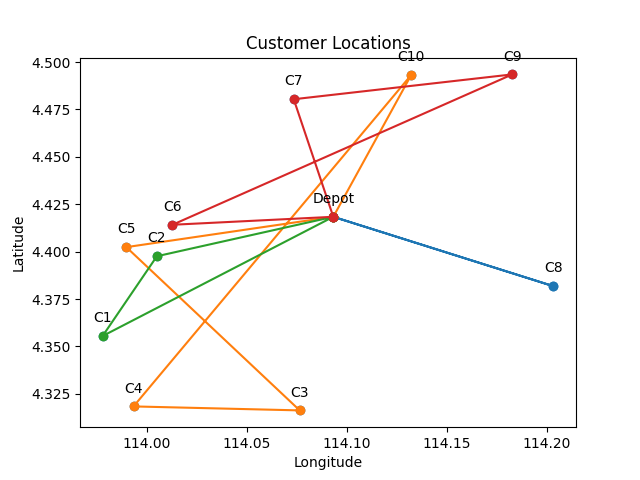 Customer Locations
C10
C9
C7
Depot
C6
C5
C2
C8
C1
C4
C3
4.500
4.475
4.450
4.425
4.400
4.375
4.350
4.325
Latitude
114.00
114.05
114.10
114.15
114.20
Longitude